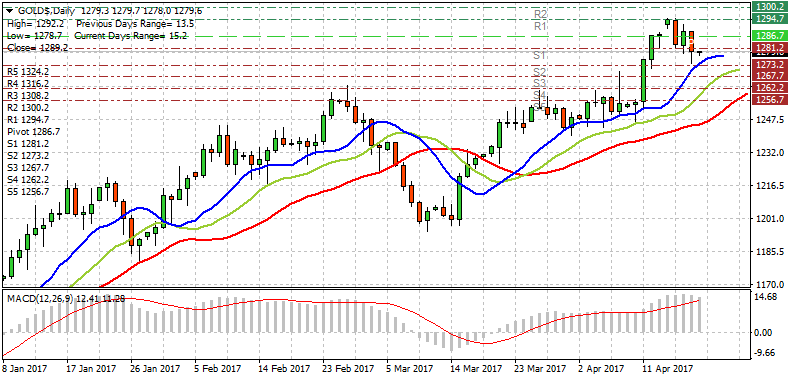 GOLD$,Daily 1279.3 1279.7 1278.0 1279.6
High= 1292.2 Previous Days Range= 13.5
Low= 1278.7 Current Days Range= 15.2
Close= 1289.2
R5 1324.2
R4 1316.2
R3 1308.2
R2 1300.2
R1 1294.7
Pivot 1286.7
S1 1281.2
S2 1273.2
S3 1267.7
S4 1262.2
S5 1256.7
R2
R1
S1
S2
S3
S4
1300.2
1294.7
1286.7
1281.2
1273.2
1267.7
1262.2
1256.7
1247.5
1232.0
1216.5
1201.0
1185.5
1170.0
MACD(12,26,9) 12.41 11.28
14.68
0.00
-9.66
8 Jan 2017 17 Jan 2017 26 Jan 2017 5 Feb 2017 14 Feb 2017 23 Feb 2017 5 Mar 2017 14 Mar 2017 23 Mar 2017 2 Apr 2017 11 Apr 2017